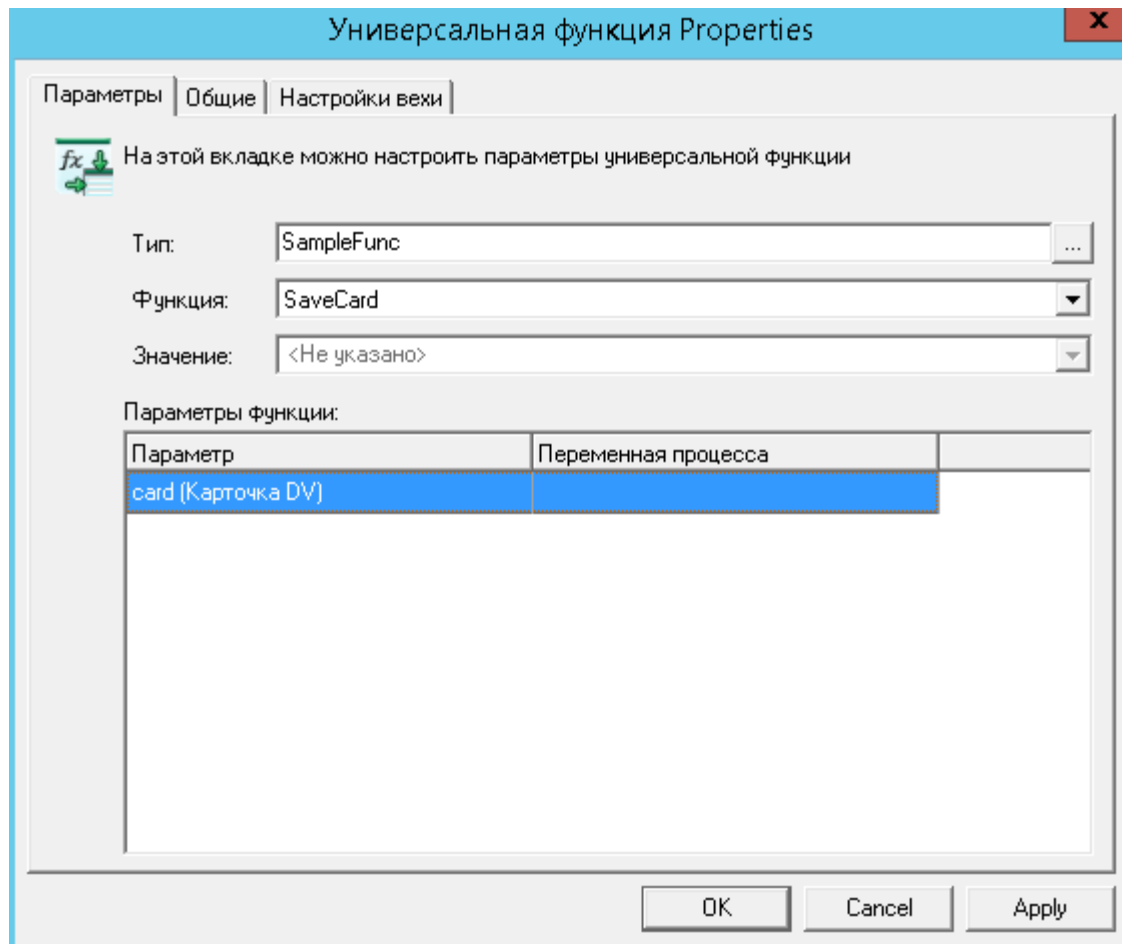 Универсальная функция Properties
x
Параметры Общие Настройки вехи
fx На этой вкладке можно настроить параметры универсальной функции
Тип: SampleFunc ...
Функция: SaveCard
Значение: <Не указано>
Параметры функции:
Параметр Переменная процесса
card (Карточка DV)
OK Cancel Apply